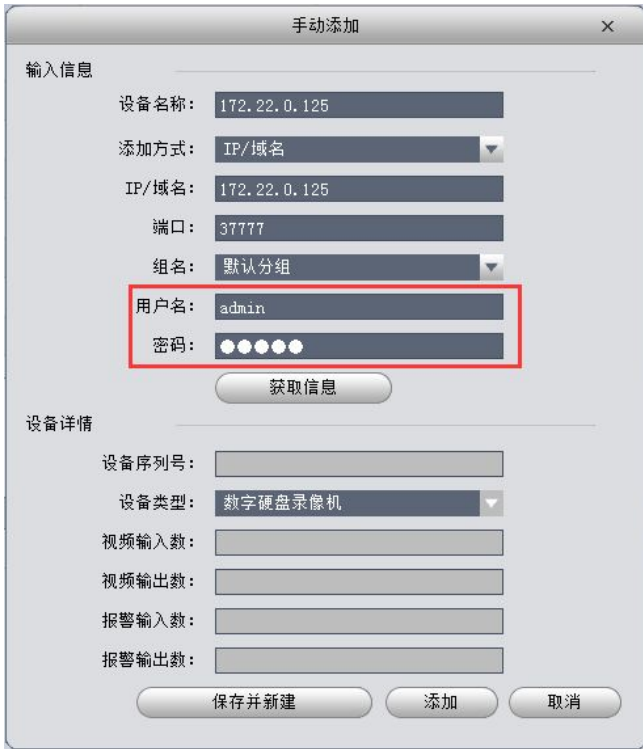 手动添加
输入信息
设备名称： 172.22.0.125
添加方式： IP/域名
IP/域名： 172.22.0.125
端口： 37777
组名： 默认分组
用户名： admin
密码： ●●●●●
获取信息
设备详情
设备序列号：
设备类型： 数字硬盘录像机
视频输入数：
视频输出数：
报警输入数：
报警输出数：
保存并新建 添加 取消